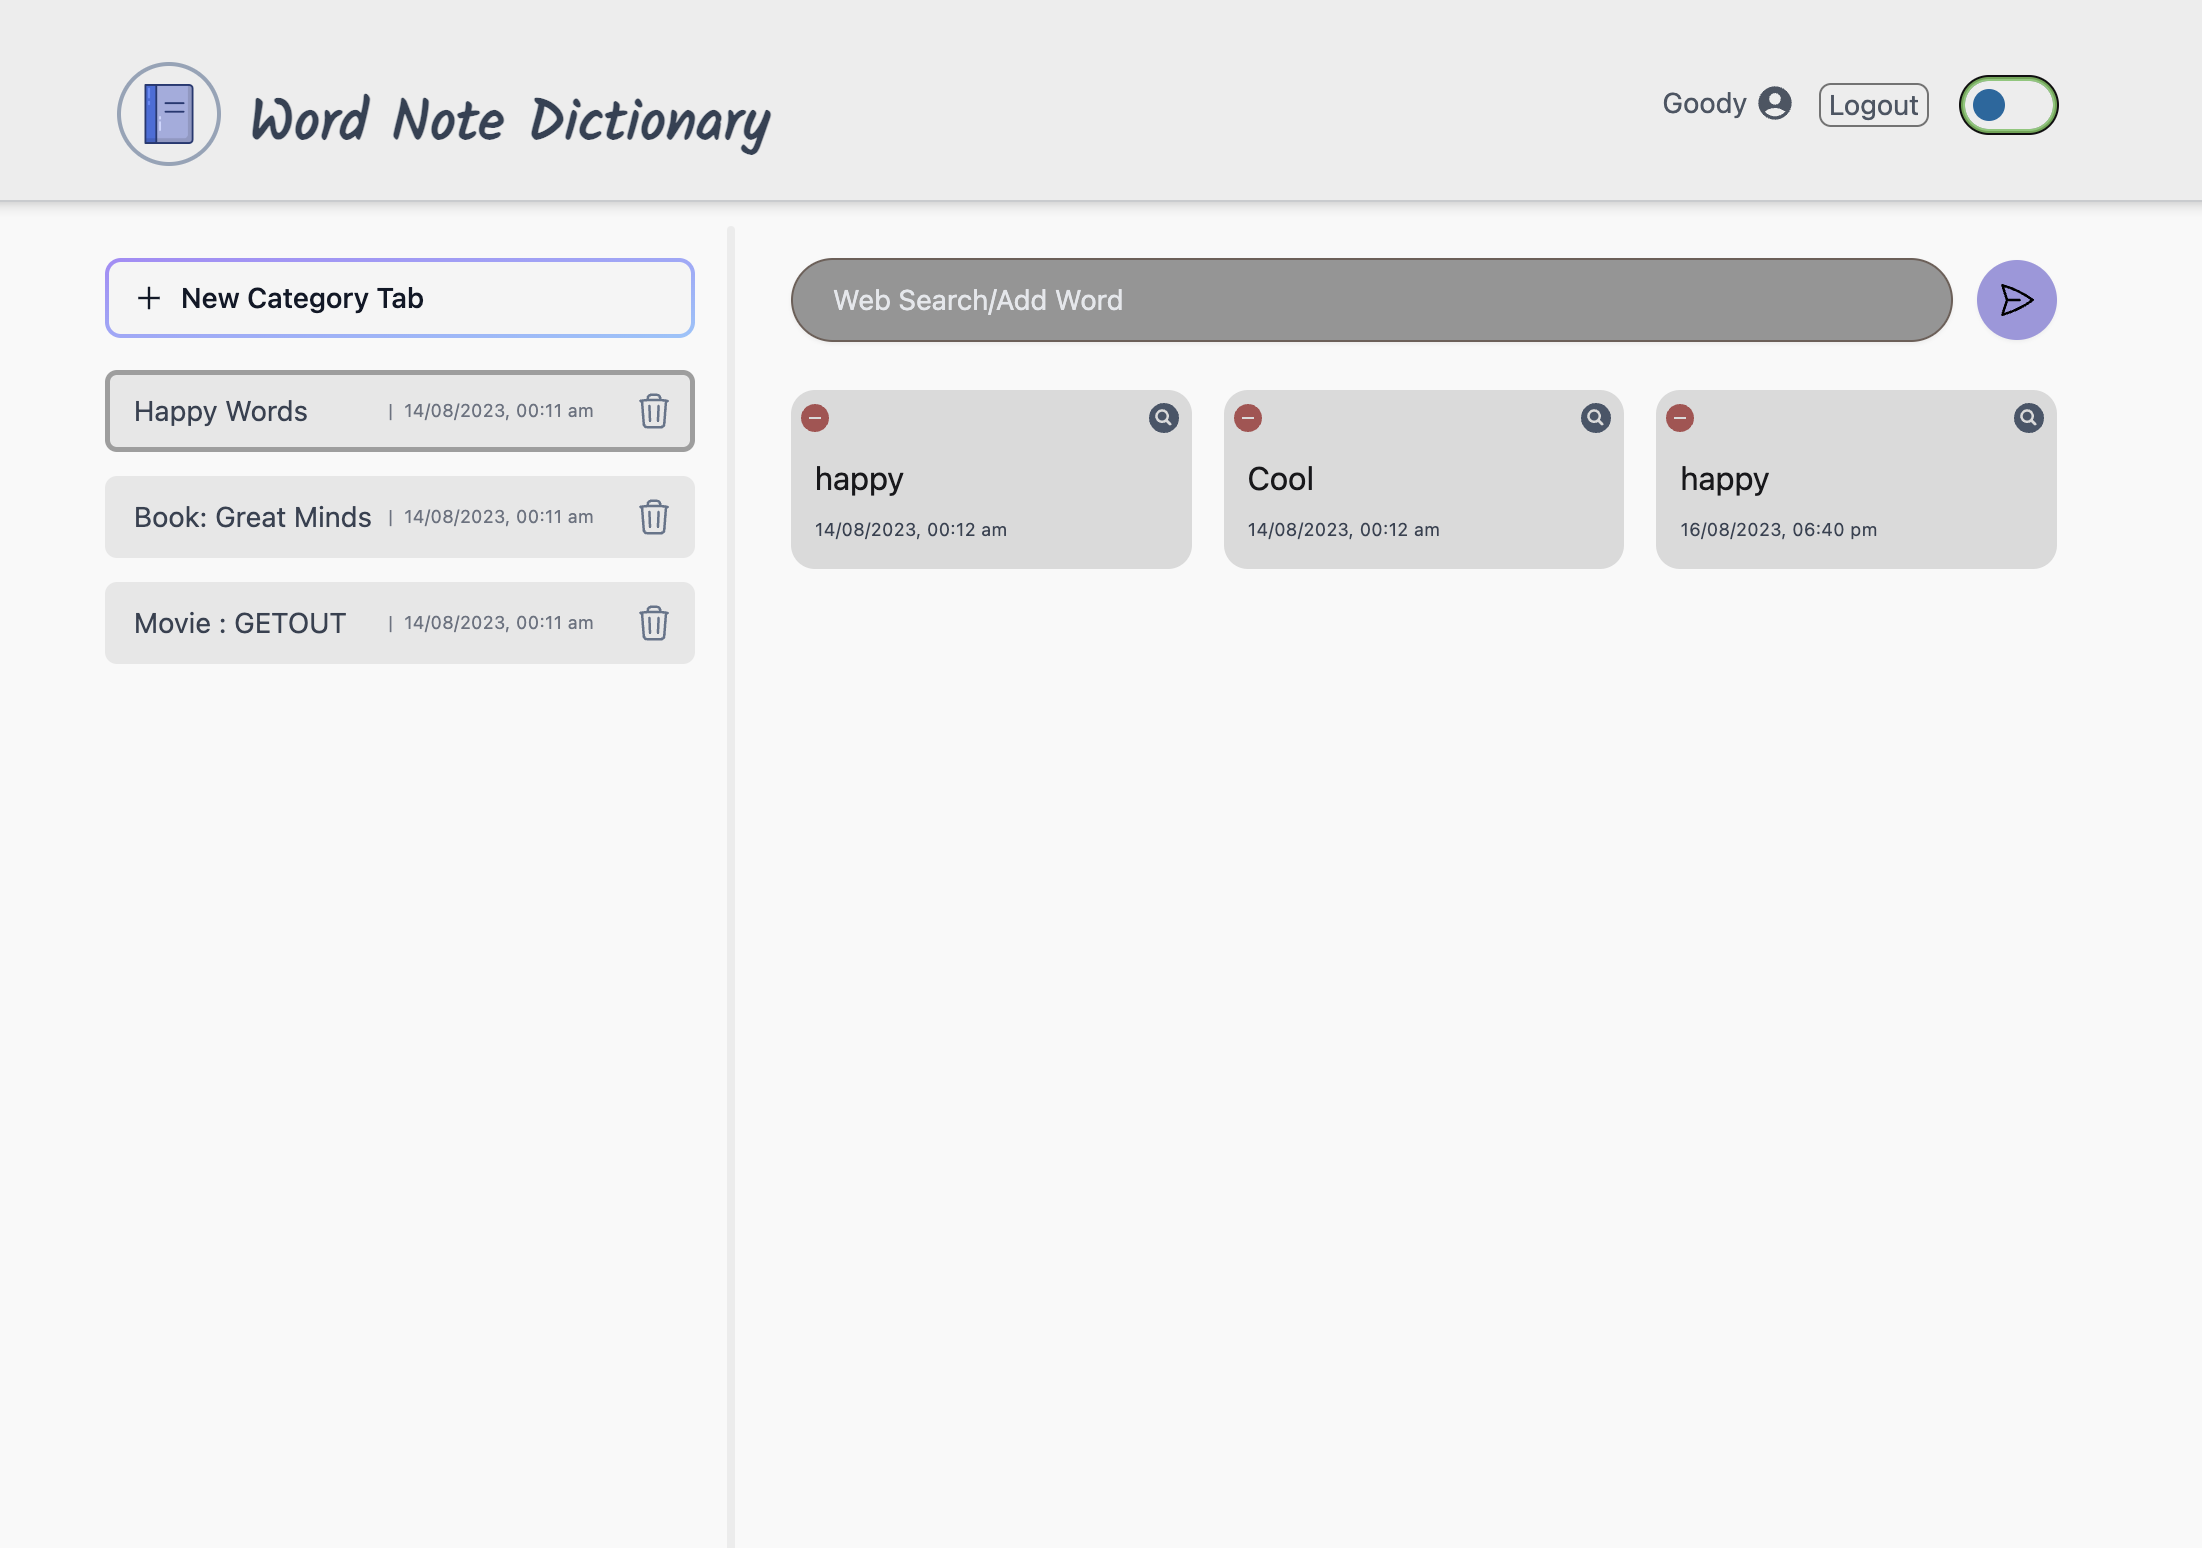 Word Note Dictionary
Goody
Logout
New Category Tab
Happy Words | 14/08/2023, 00:11 am
Book: Great Minds | 14/08/2023, 00:11 am
Movie : GETOUT | 14/08/2023, 00:11 am
Web Search/Add Word
happy
14/08/2023, 00:12 am
Cool
14/08/2023, 00:12 am
happy
16/08/2023, 06:40 pm